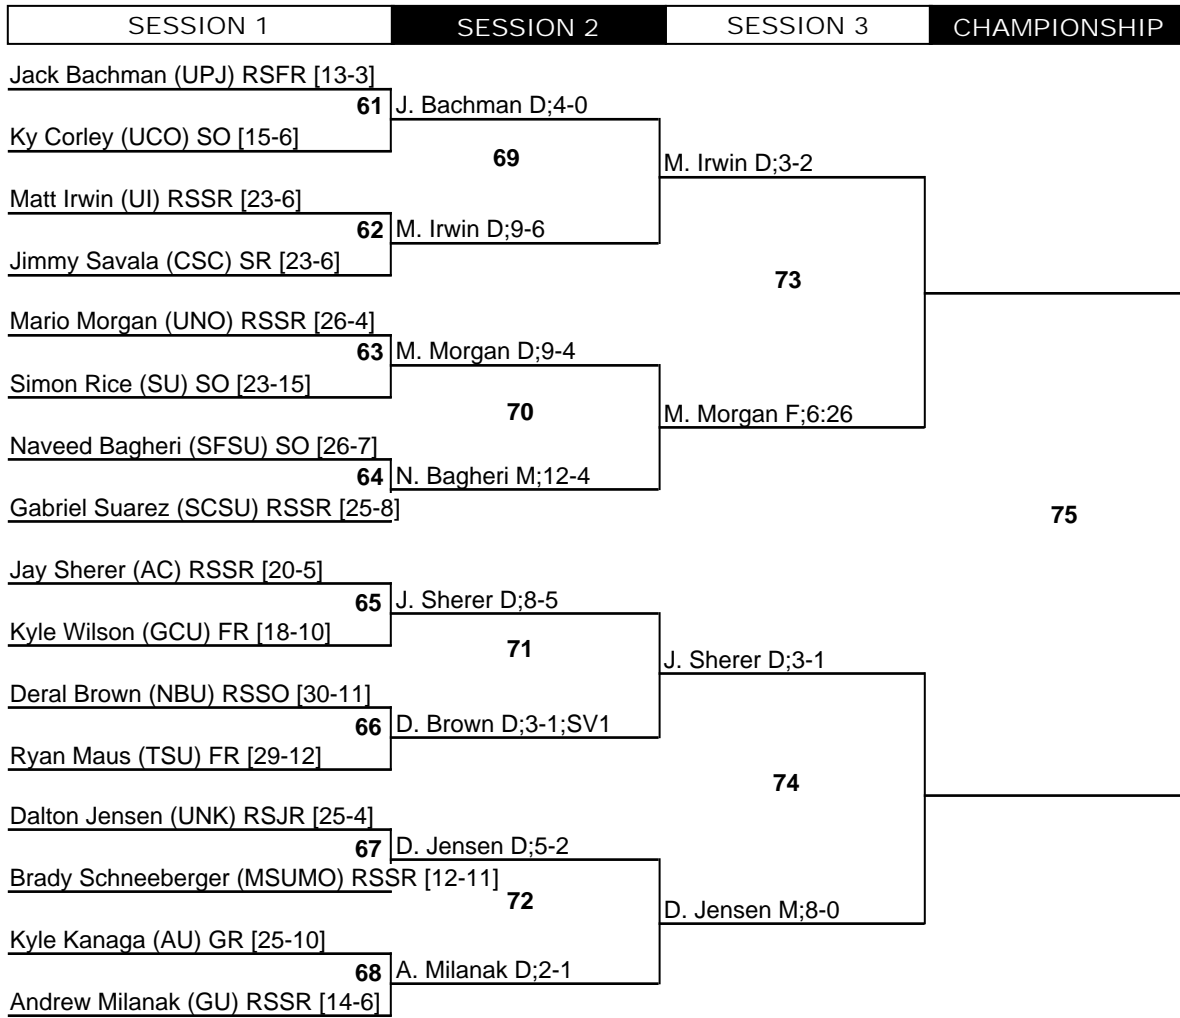 SESSION 1
SESSION 2
SESSION 3
CHAMPIONSHIP
Jack Bachman (UPJ) RSFR [13-3]
61 J. Bachman D;4-0
Ky Corley (UCO) SO [15-6]
69
M. Irwin D;3-2
Matt Irwin (UI) RSSR [23-6]
62 M. Irwin D;9-6
Jimmy Savala (CSC) SR [23-6]
73
Mario Morgan (UNO) RSSR [26-4]
63 M. Morgan D;9-4
Simon Rice (SU) SO [23-15]
70
M. Morgan F;6:26
Naveed Bagheri (SFSU) SO [26-7]
64 N. Bagheri M;12-4
Gabriel Suarez (SCSU) RSSR [25-8]
75
Jay Sherer (AC) RSSR [20-5]
65 J. Sherer D;8-5
Kyle Wilson (GCU) FR [18-10]
71
J. Sherer D;3-1
Deral Brown (NBU) RSSO [30-11]
66 D. Brown D;3-1;SV1
Ryan Maus (TSU) FR [29-12]
74
Dalton Jensen (UNK) RSJR [25-4]
67 D. Jensen D;5-2
Brady Schneeberger (MSUMO) RSSR [12-11]
72
D. Jensen M;8-0
Kyle Kanaga (AU) GR [25-10]
68 A. Milanak D;2-1
Andrew Milanak (GU) RSSR [14-6]